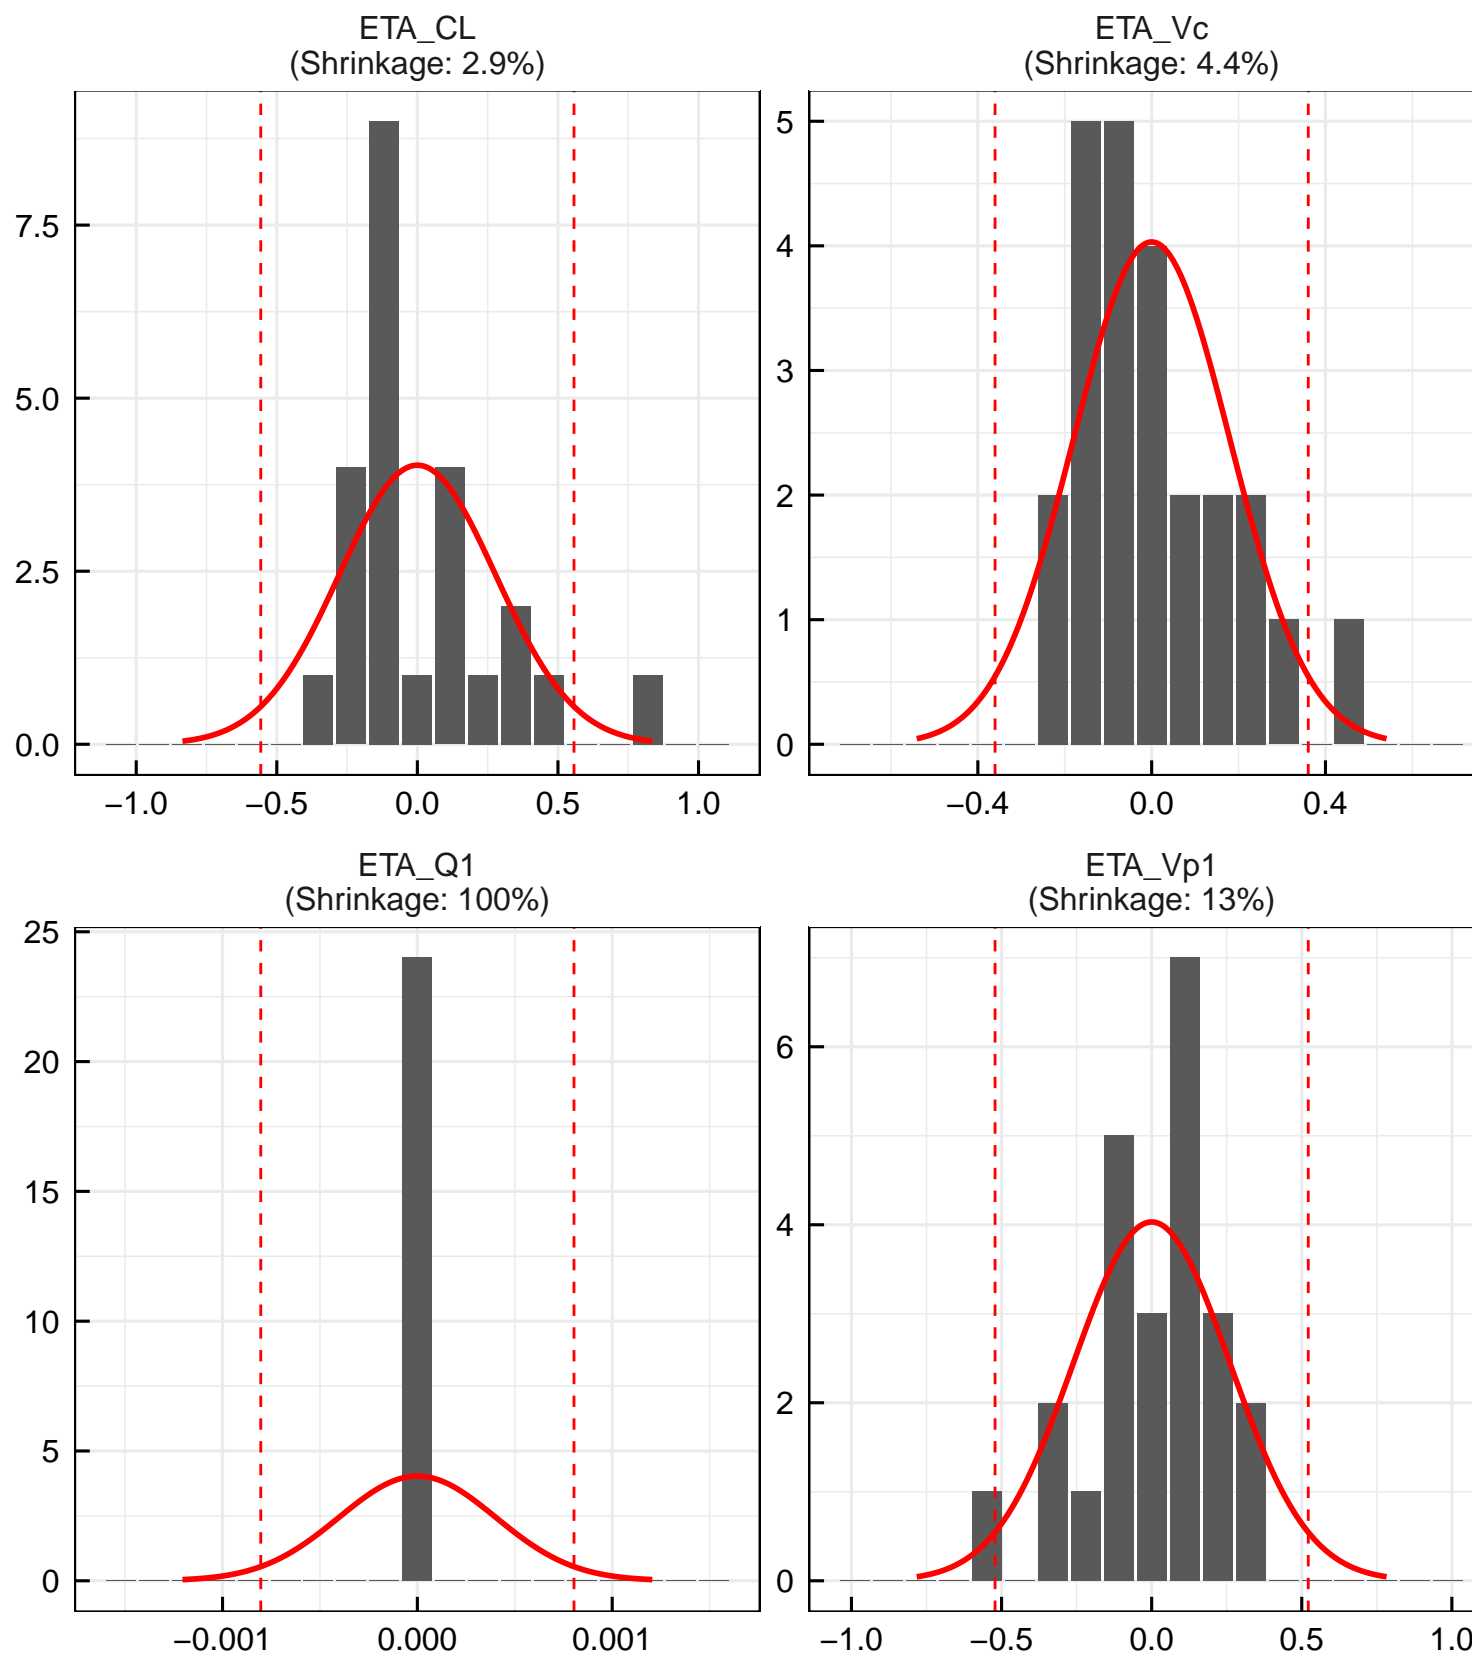 ETA_CL
(Shrinkage: 2.9%)
ETA_Vc
(Shrinkage: 4.4%)
7.5
5.0
2.5
0.0
−1.0 −0.5 0.0 0.5 1.0
5
4
3
2
1
0
−0.4 0.0 0.4
ETA_Q1
(Shrinkage: 100%)
ETA_Vp1
(Shrinkage: 13%)
25
20
15
10
5
0
−0.001 0.000 0.001
6
4
2
0
−1.0 −0.5 0.0 0.5 1.0